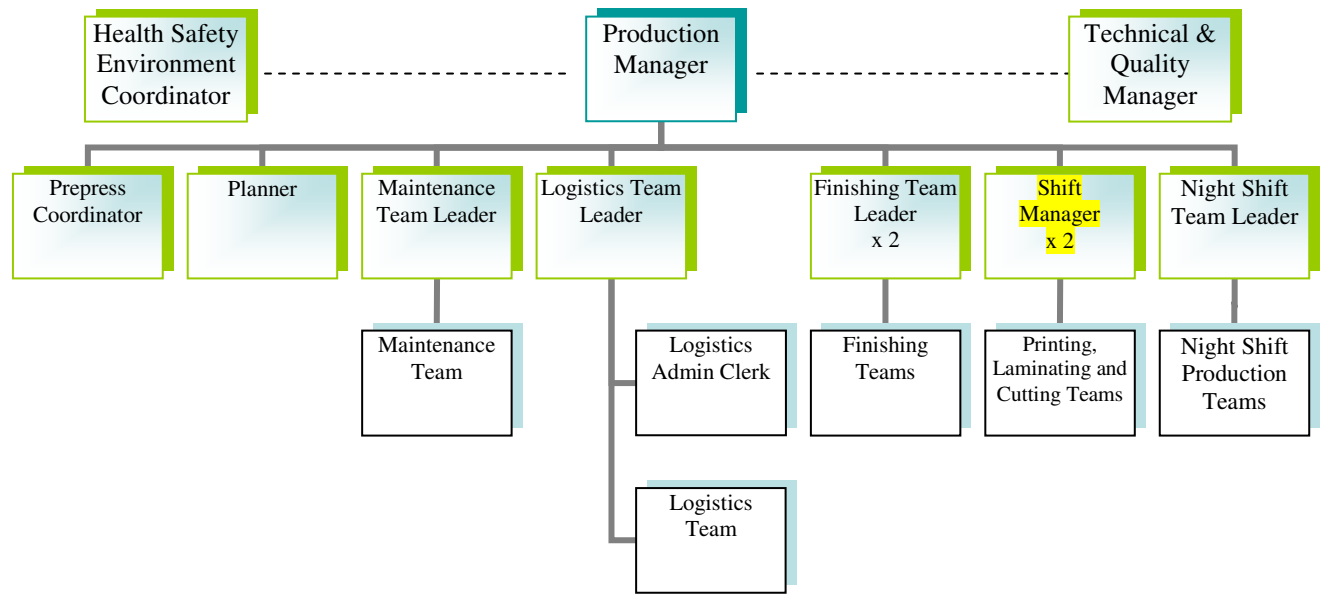 Health Safety
Environment
Coordinator
Production
Manager
Technical &
Quality
Manager
Prepress
Coordinator
Planner
Maintenance
Team Leader
Logistics Team
Leader
Finishing Team
Leader
x 2
Shift
Manager
x 2
Night Shift
Team Leader
Maintenance
Team
Logistics
Admin Clerk
Finishing
Teams
Printing,
Laminating and
Cutting Teams
Night Shift
Production
Teams
Logistics
Team